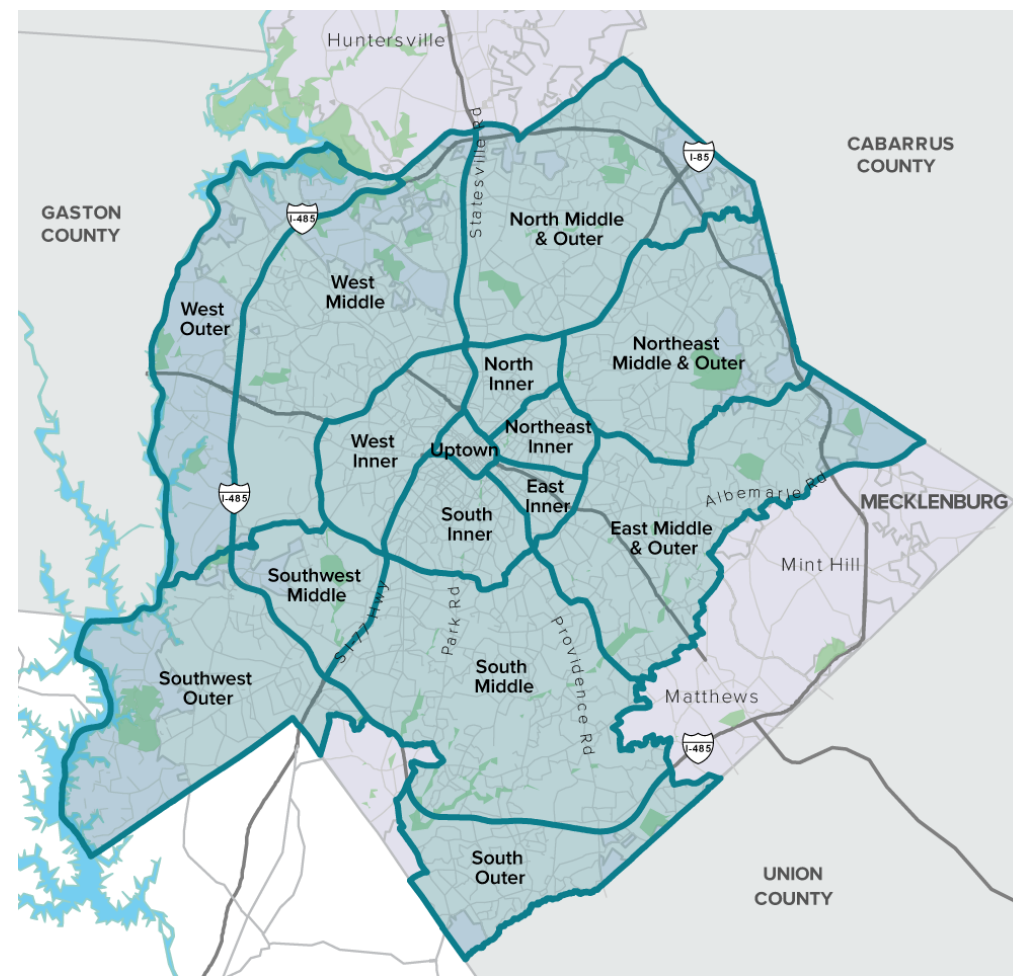 Huntersville
Statesville Rd
I-85
CABARRUS
COUNTY
GASTON
COUNTY
I-485
North Middle
& Outer
West
Middle
West
Outer
Northeast
Middle & Outer
North
Inner
West
Inner
Uptown
Northeast
Inner
I-485
East
Inner
South
Inner
Albemarle Rd
MECKLENBURG
East Middle
& Outer
Mint Hill
Southwest
Middle
S I-77 Hwy
Park Rd
Providence Rd
Southwest
Outer
South
Middle
Matthews
I-485
South
Outer
UNION
COUNTY